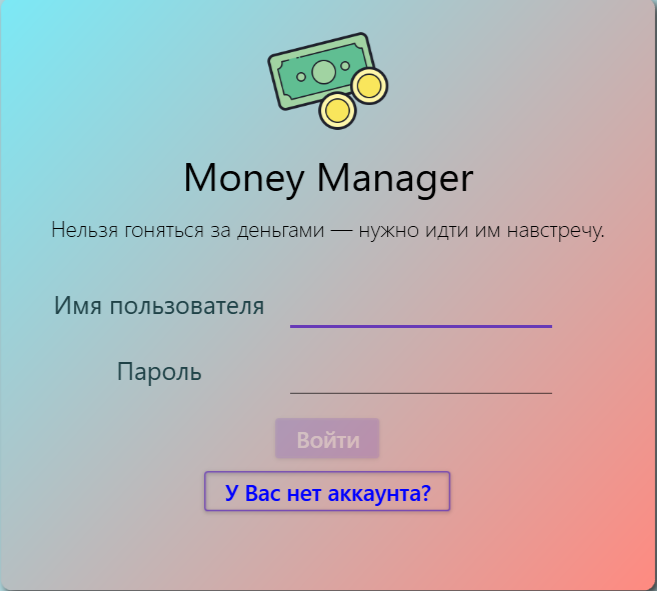 Money Manager
Нельзя гоняться за деньгами — нужно идти им навстречу.
Имя пользователя
Пароль
Войти
У Вас нет аккаунта?